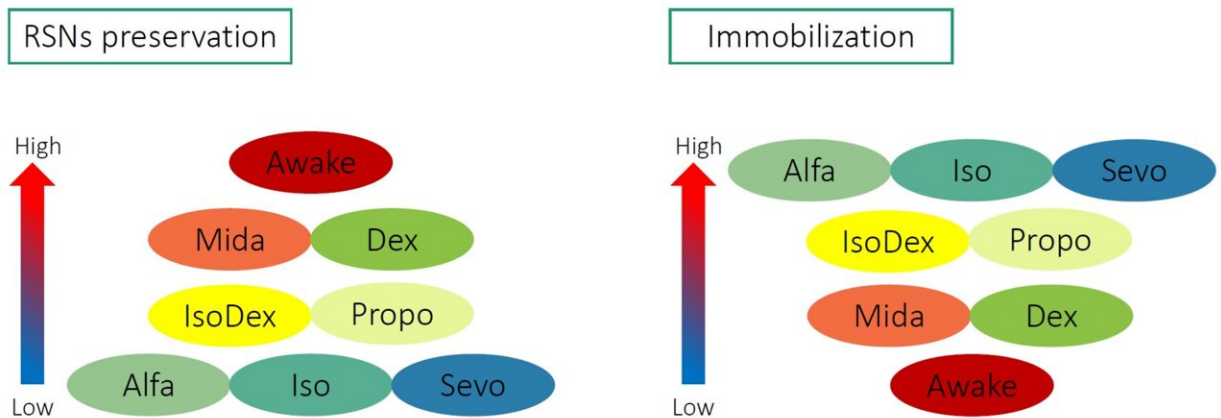 RSNs preservation
High
Awake
Mida Dex
IsoDex Propo
Alfa Iso Sevo
Low
Immobilization
High
Alfa Iso Sevo
IsoDex Propo
Mida Dex
Awake
Low